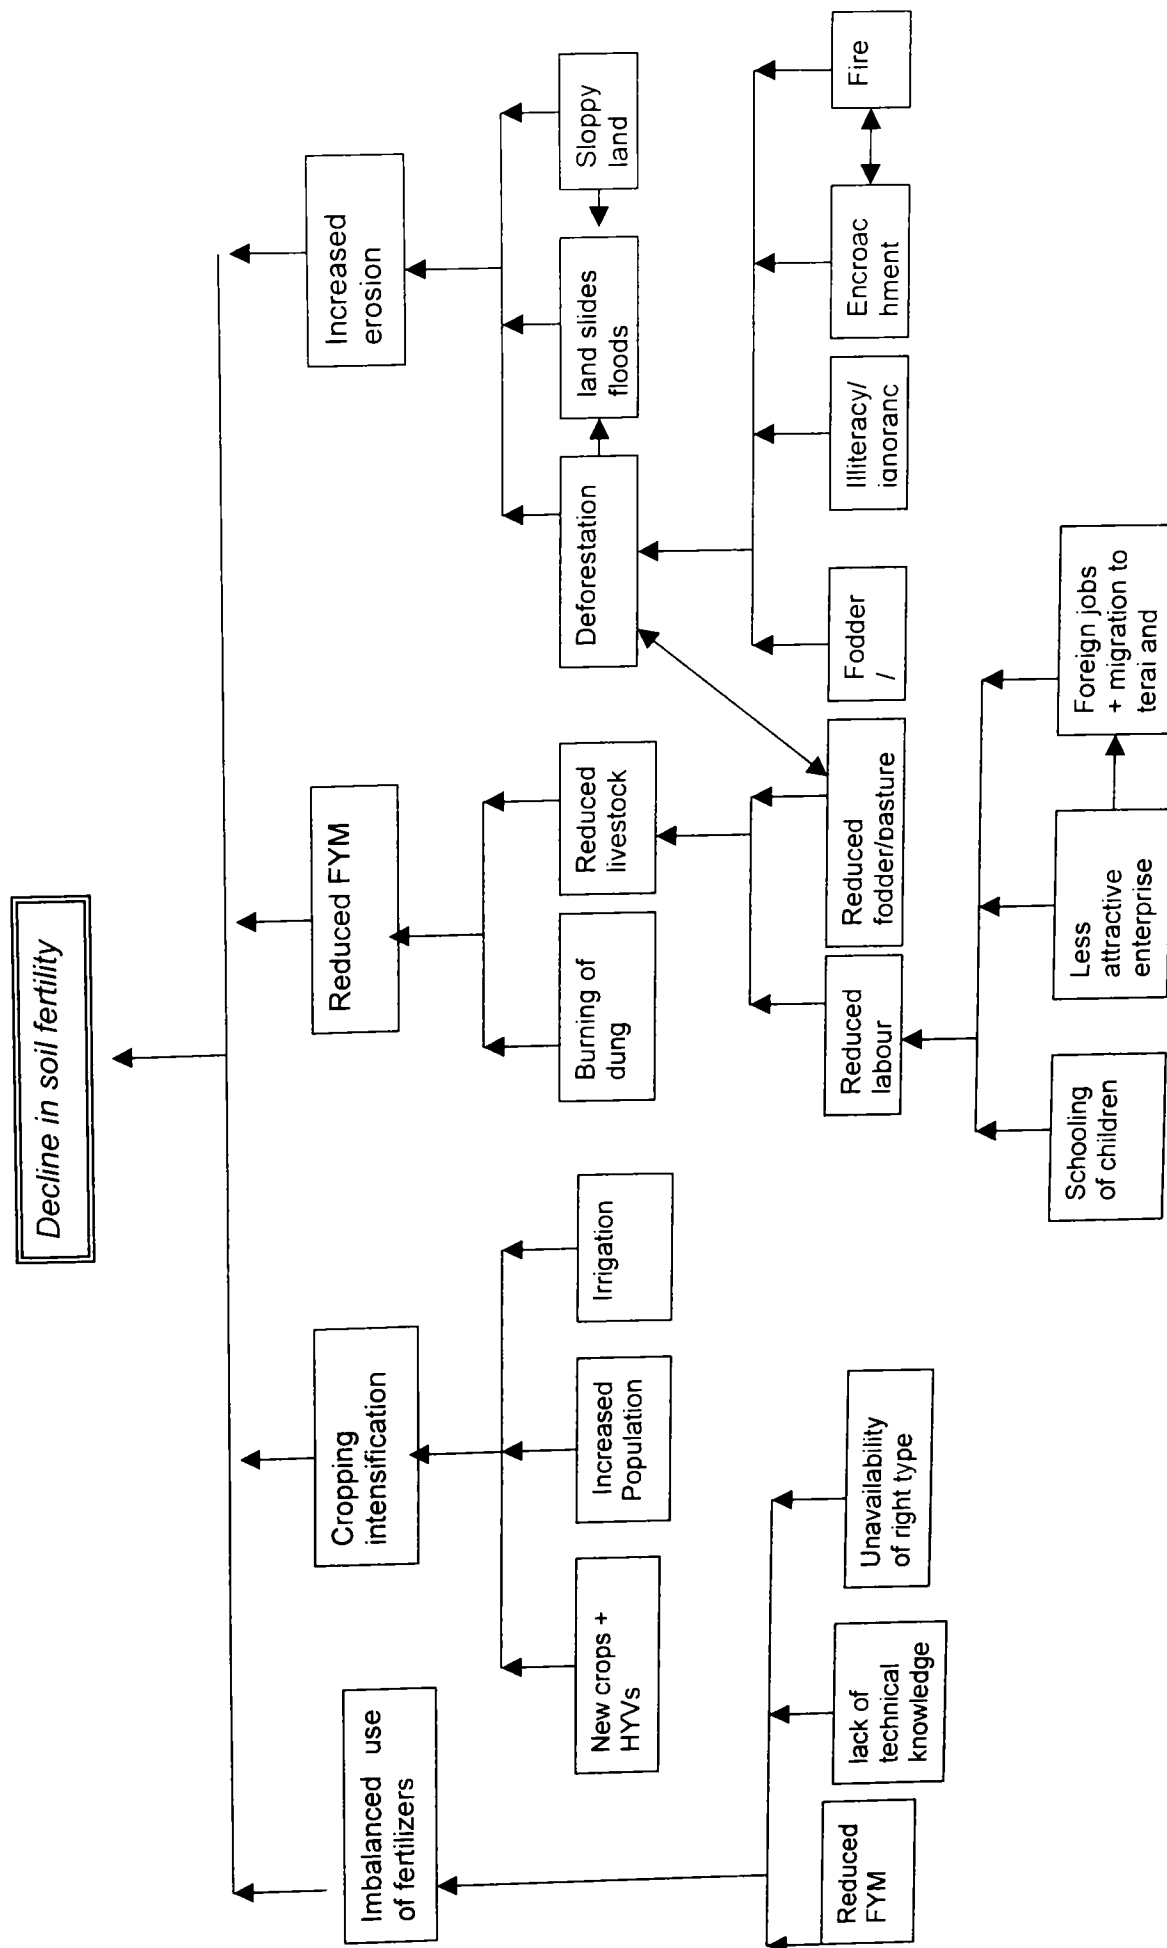 Decline in soil fertility
Imbalanced use
of fertilizers
Cropping
intensification
Reduced FYM
Increased
erosion
New crops +
HYVs
Increased
Population
Irrigation
Burning of
dung
Reduced
livestock
Deforestation
land slides
floods
Sloppy
land
Reduced
FYM
lack of
technical
knowledge
Unavailability
of right type
Reduced
labour
Reduced
fodder/pasture
Fodder
/
Illiteracy/
ignoranc
Encroac
hment
Fire
Schooling
of children
Less
attractive
enterprise
Foreign jobs
+ migration to
terai and